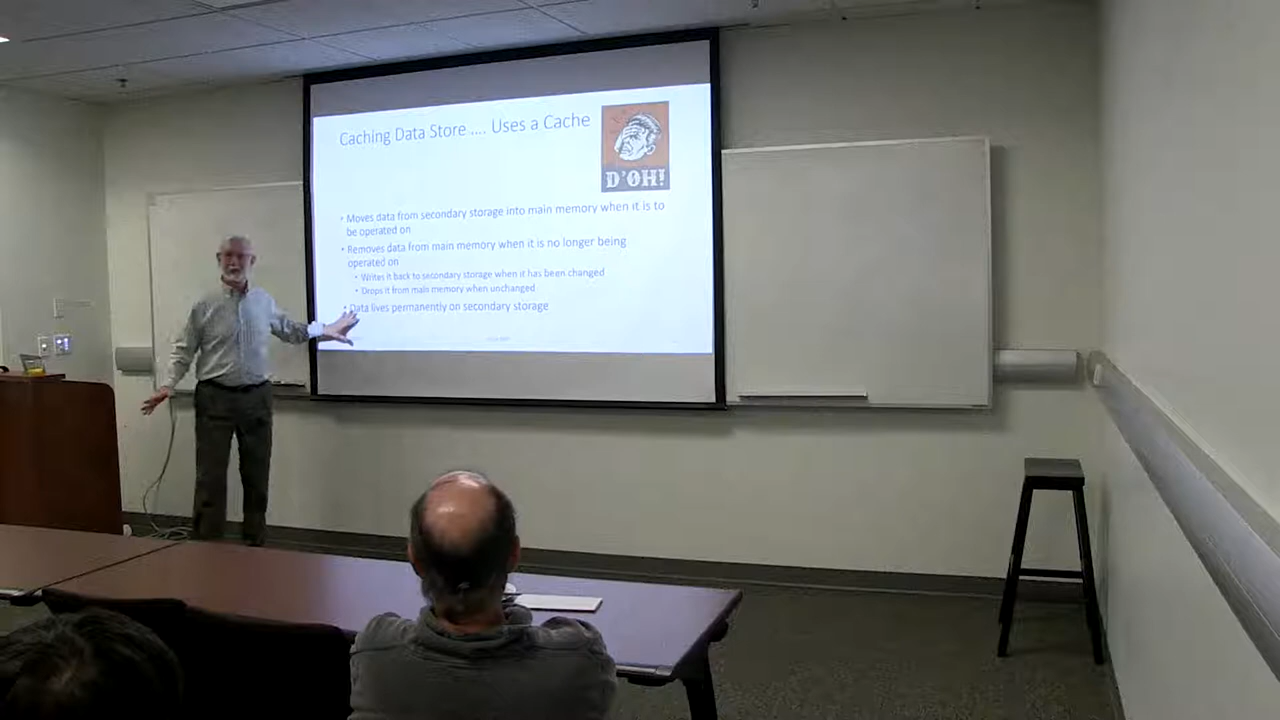 Caching Data Store .... Uses a Cache
D'OH!
• Moves data from secondary storage into main memory when it is to
be operated on
• Removes data from main memory when it is no longer being
operated on
• Writes it back to secondary storage when it has been changed
• Drops it from main memory when unchanged
• Data lives permanently on secondary storage